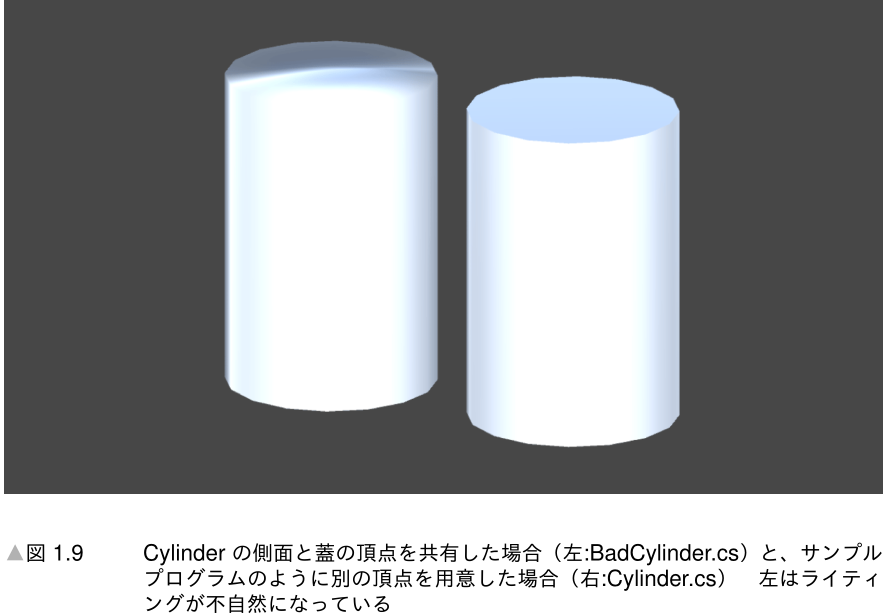 ▲図 1.9 Cylinder の側面と蓋の頂点を共有した場合（左:BadCylinder.cs）と、サンプル
プログラムのように別の頂点を用意した場合（右:Cylinder.cs）　左はライティ
ングが不自然になっている